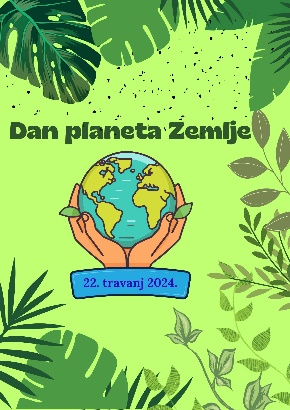 Dan planeta Zemlje
22. travanj 2024.